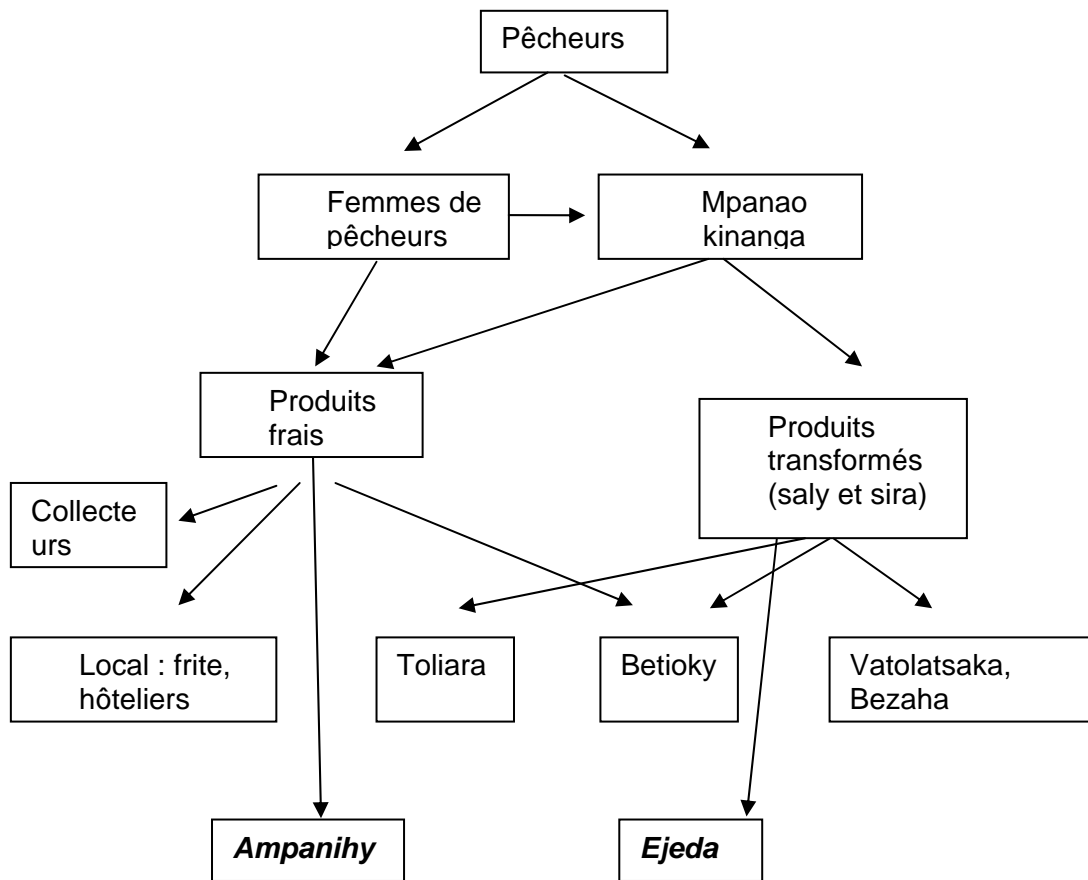 Pêcheurs
Femmes de
pêcheurs
Mpanao
kinanga
Produits
frais
Produits
transformés
(saly et sira)
Collecte
urs
Local : frite,
hôteliers
Toliara
Betioky
Vatolatsaka,
Bezaha
Ampanihy
Ejeda